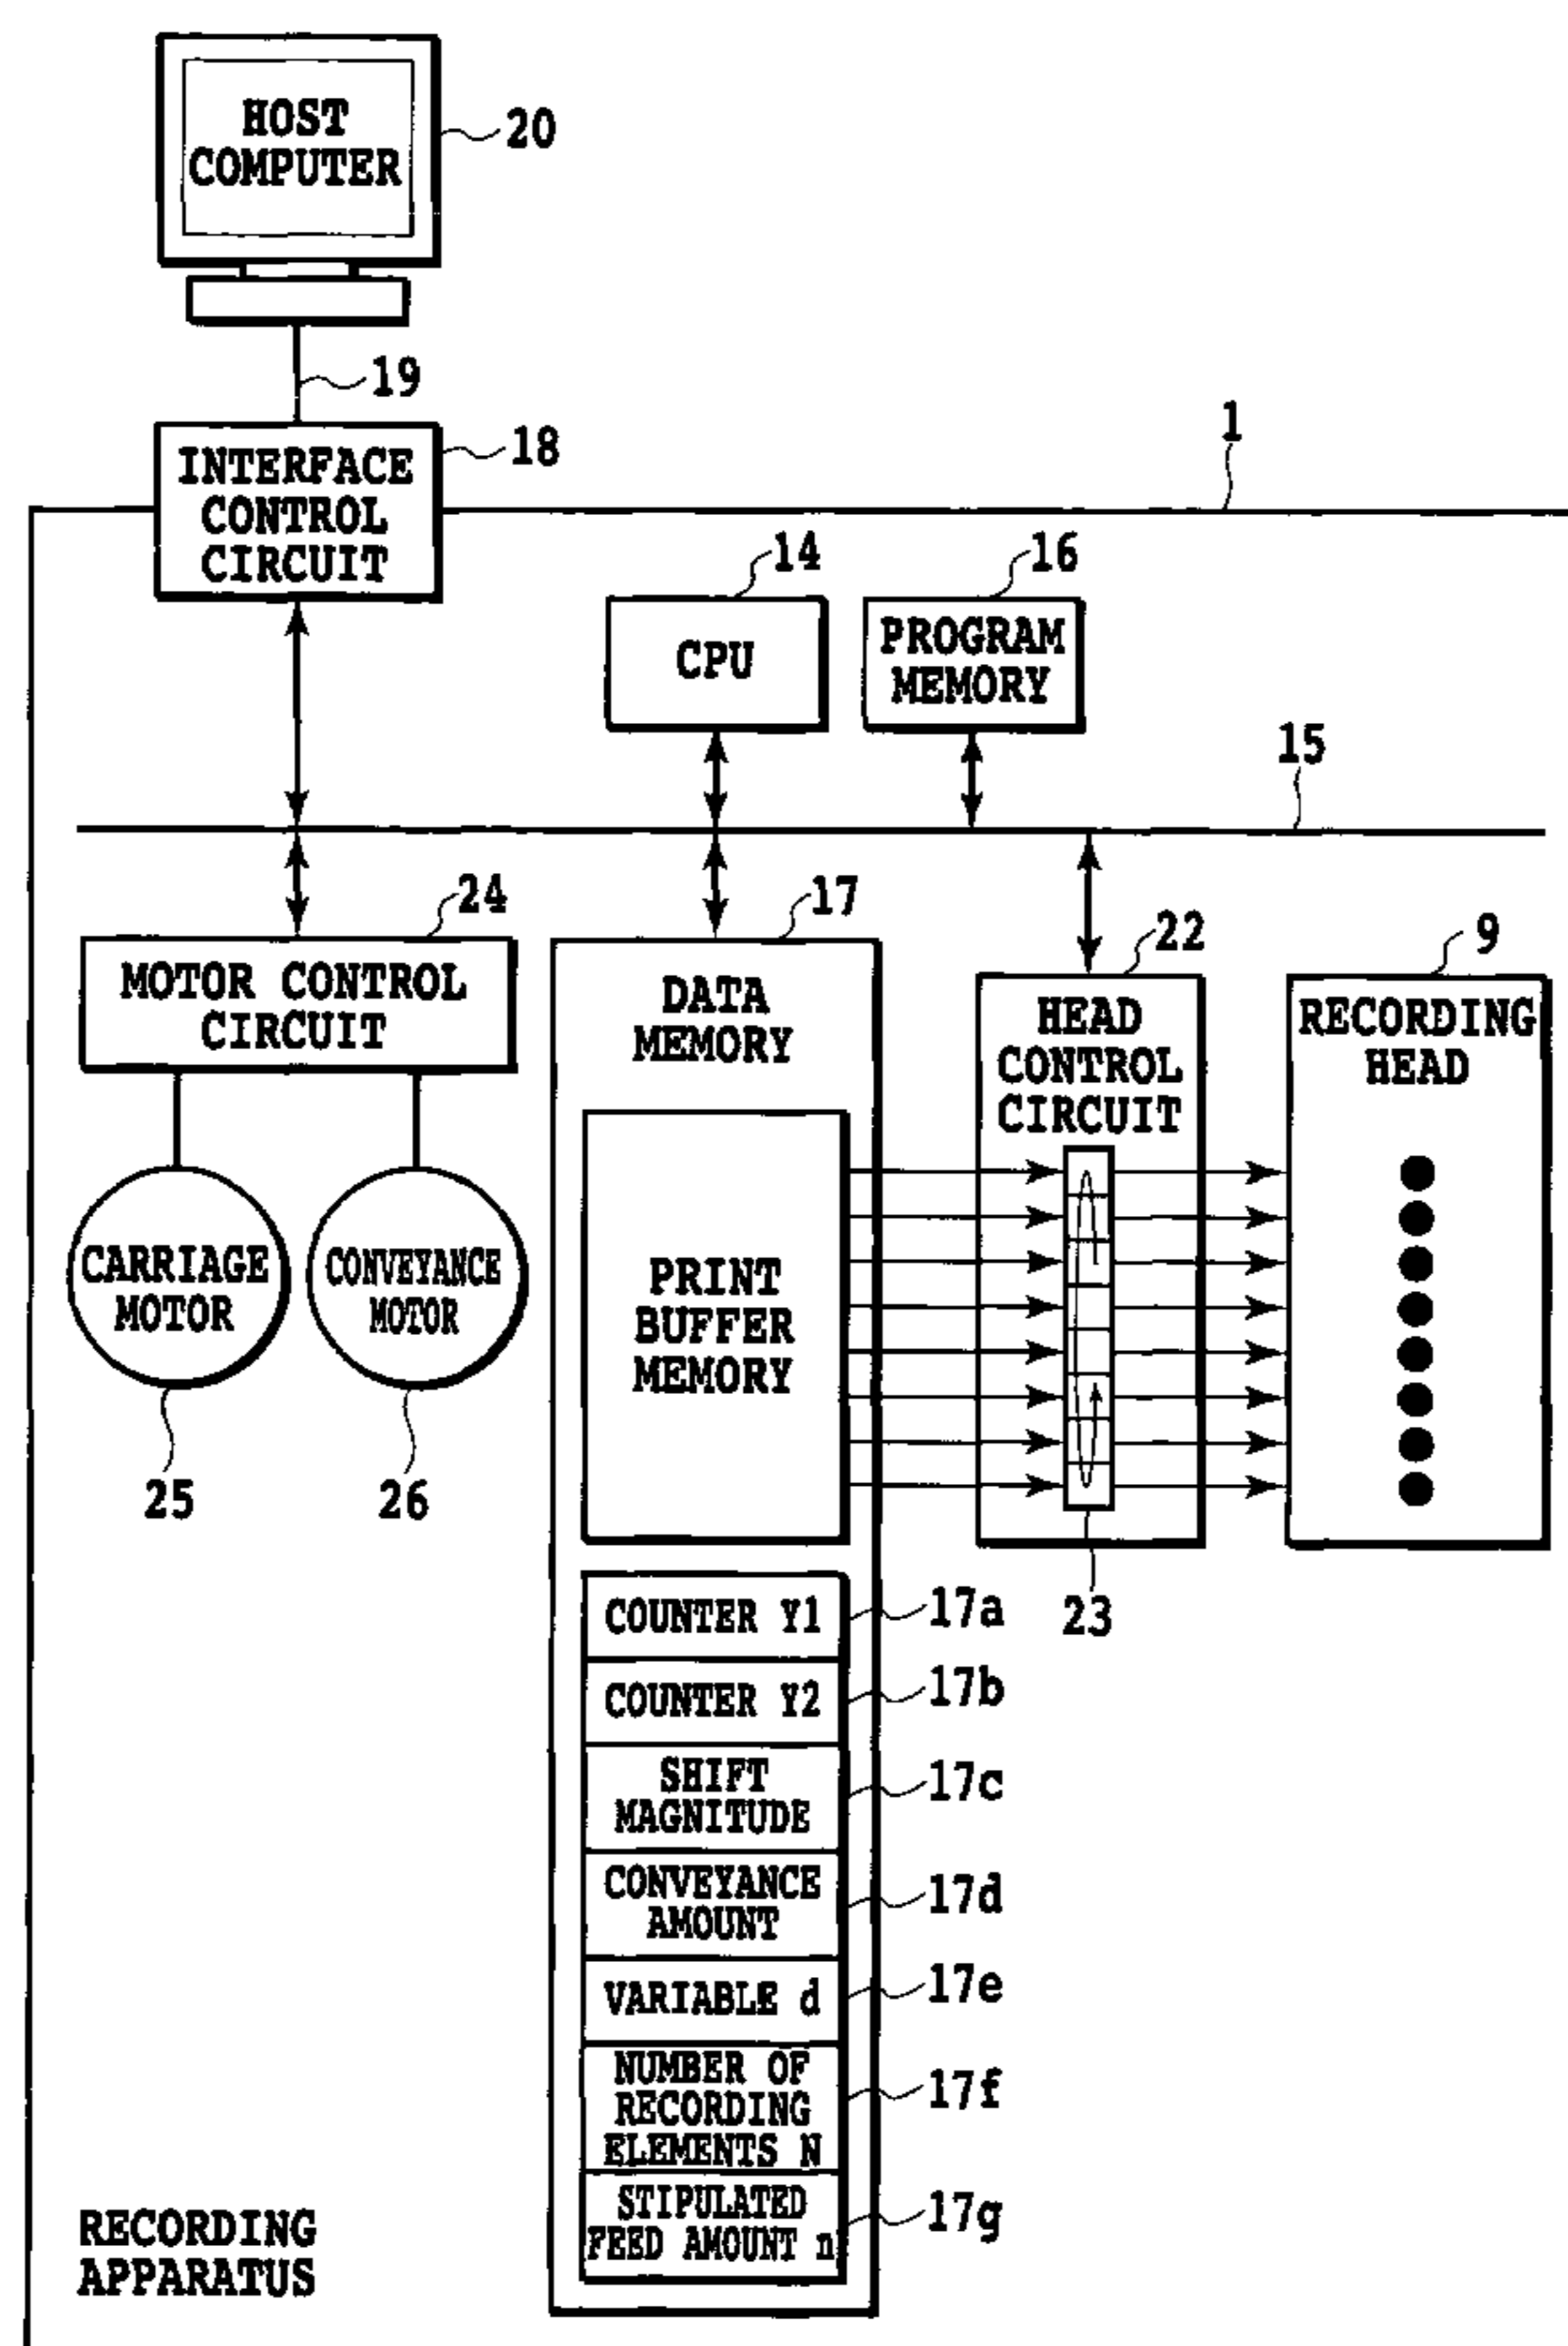 HOST
COMPUTER
20
19
INTERFACE
CONTROL
CIRCUIT
18
1
14
CPU
16
PROGRAM
MEMORY
15
24
MOTOR CONTROL
CIRCUIT
CARRIAGE
MOTOR
CONVEYANCE
MOTOR
25
26
17
DATA
MEMORY
PRINT
BUFFER
MEMORY
22
HEAD
CONTROL
CIRCUIT
23
9
RECORDING
HEAD
COUNTER Y1
17a
COUNTER Y2
17b
SHIFT
MAGNITUDE
17c
CONVEYANCE
AMOUNT
17d
VARIABLE d
17e
NUMBER OF
RECORDING
ELEMENTS N
17f
STIPULATED
FEED AMOUNT n
17g
RECORDING
APPARATUS